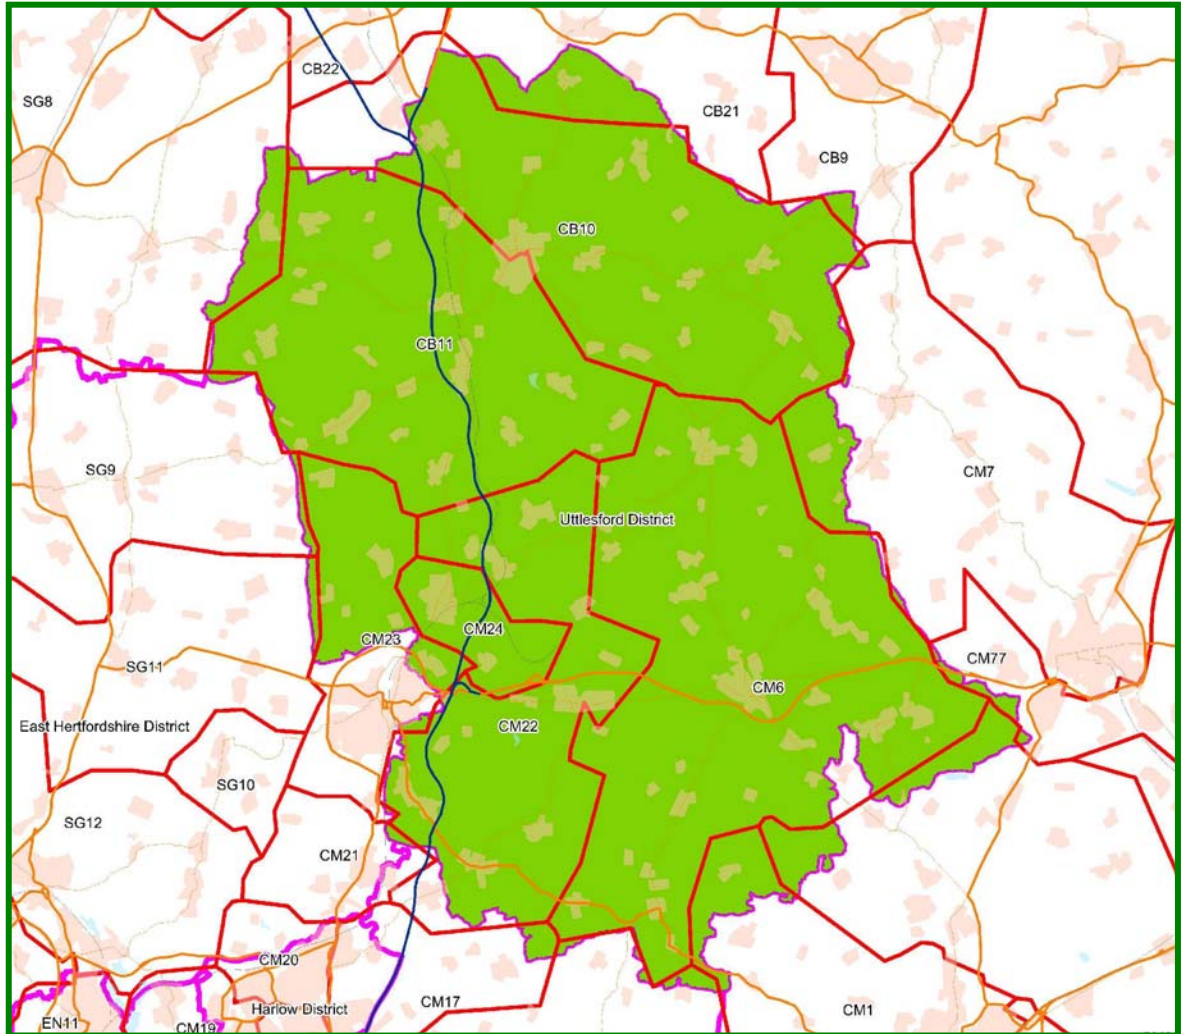 CB22
SG8
CB21
CB9
CB10
CB11
SG9
CM7
Uttlesford District
CM24
CM23
CM77
SG11
CM6
East Hertfordshire District
CM22
SG10
SG12
CM21
CM20
CM17
Harlow District
CM1
EN11
CM19